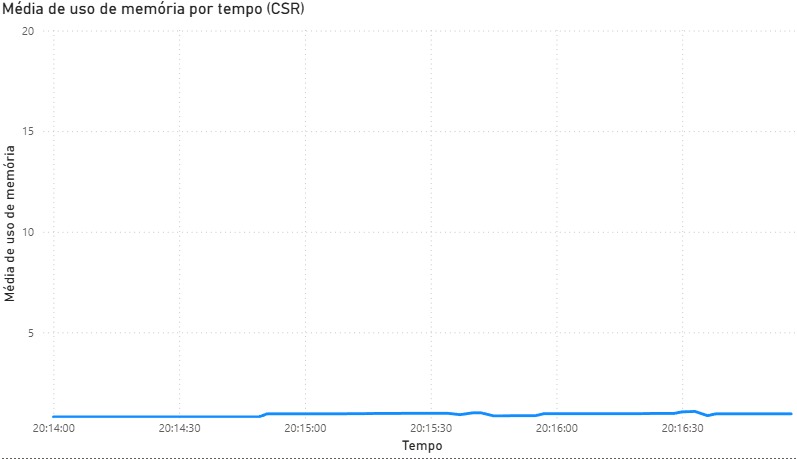 Média de uso de memória por tempo (CSR)
20
15
10
5
Média de uso de memória
20:14:00 20:14:30 20:15:00 20:15:30 20:16:00 20:16:30
Tempo